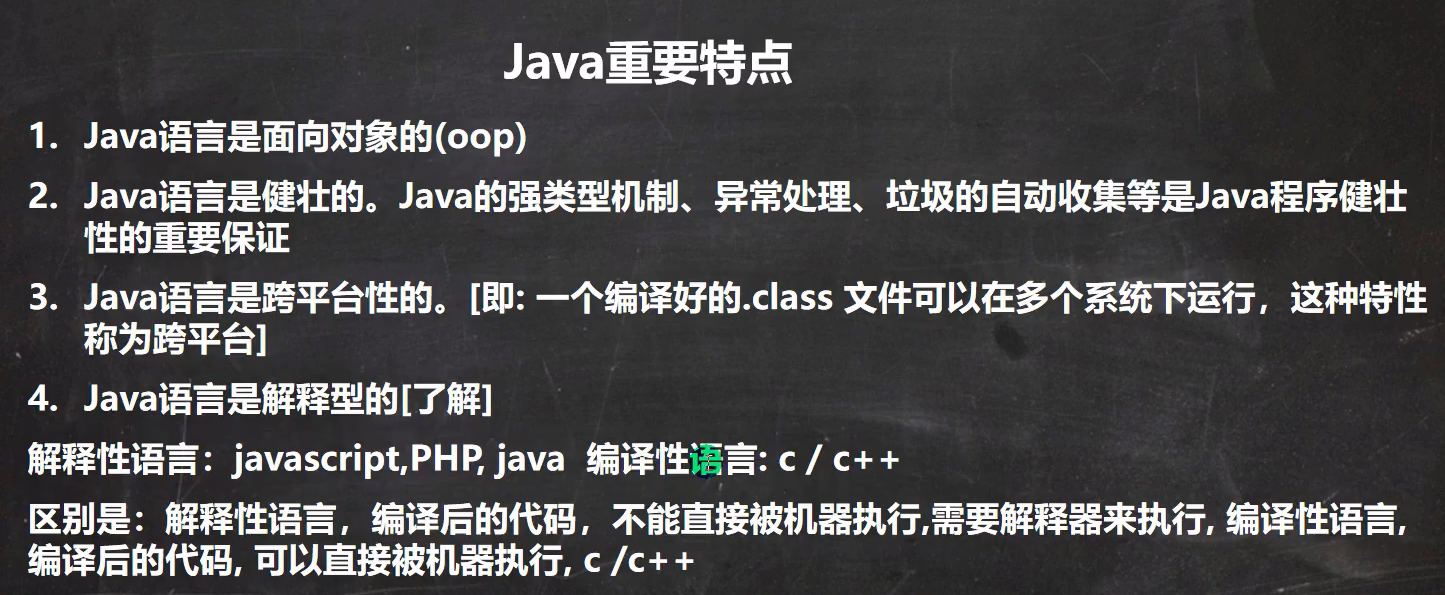 Java重要特点
1. Java语言是面向对象的(oop)
2. Java语言是健壮的。Java的强类型机制、异常处理、垃圾的自动收集等是Java程序健壮
性的重要保证
3. Java语言是跨平台性的。[即: 一个编译好的.class 文件可以在多个系统下运行，这种特性
称为跨平台]
4. Java语言是解释型的[了解]
解释性语言：javascript,PHP, java 编译性语言: c / c++
区别是：解释性语言，编译后的代码，不能直接被机器执行,需要解释器来执行, 编译性语言,
编译后的代码, 可以直接被机器执行, c /c++